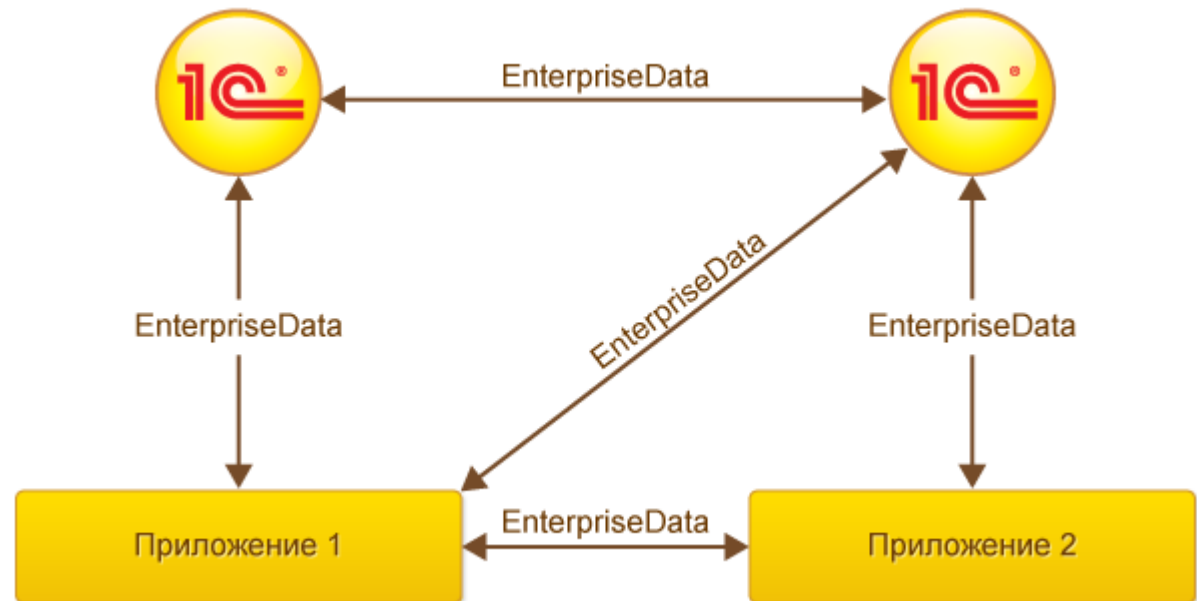 1С ® 1С ®
EnterpriseData
EnterpriseData
EnterpriseData
EnterpriseData
EnterpriseData
Приложение 1
Приложение 2